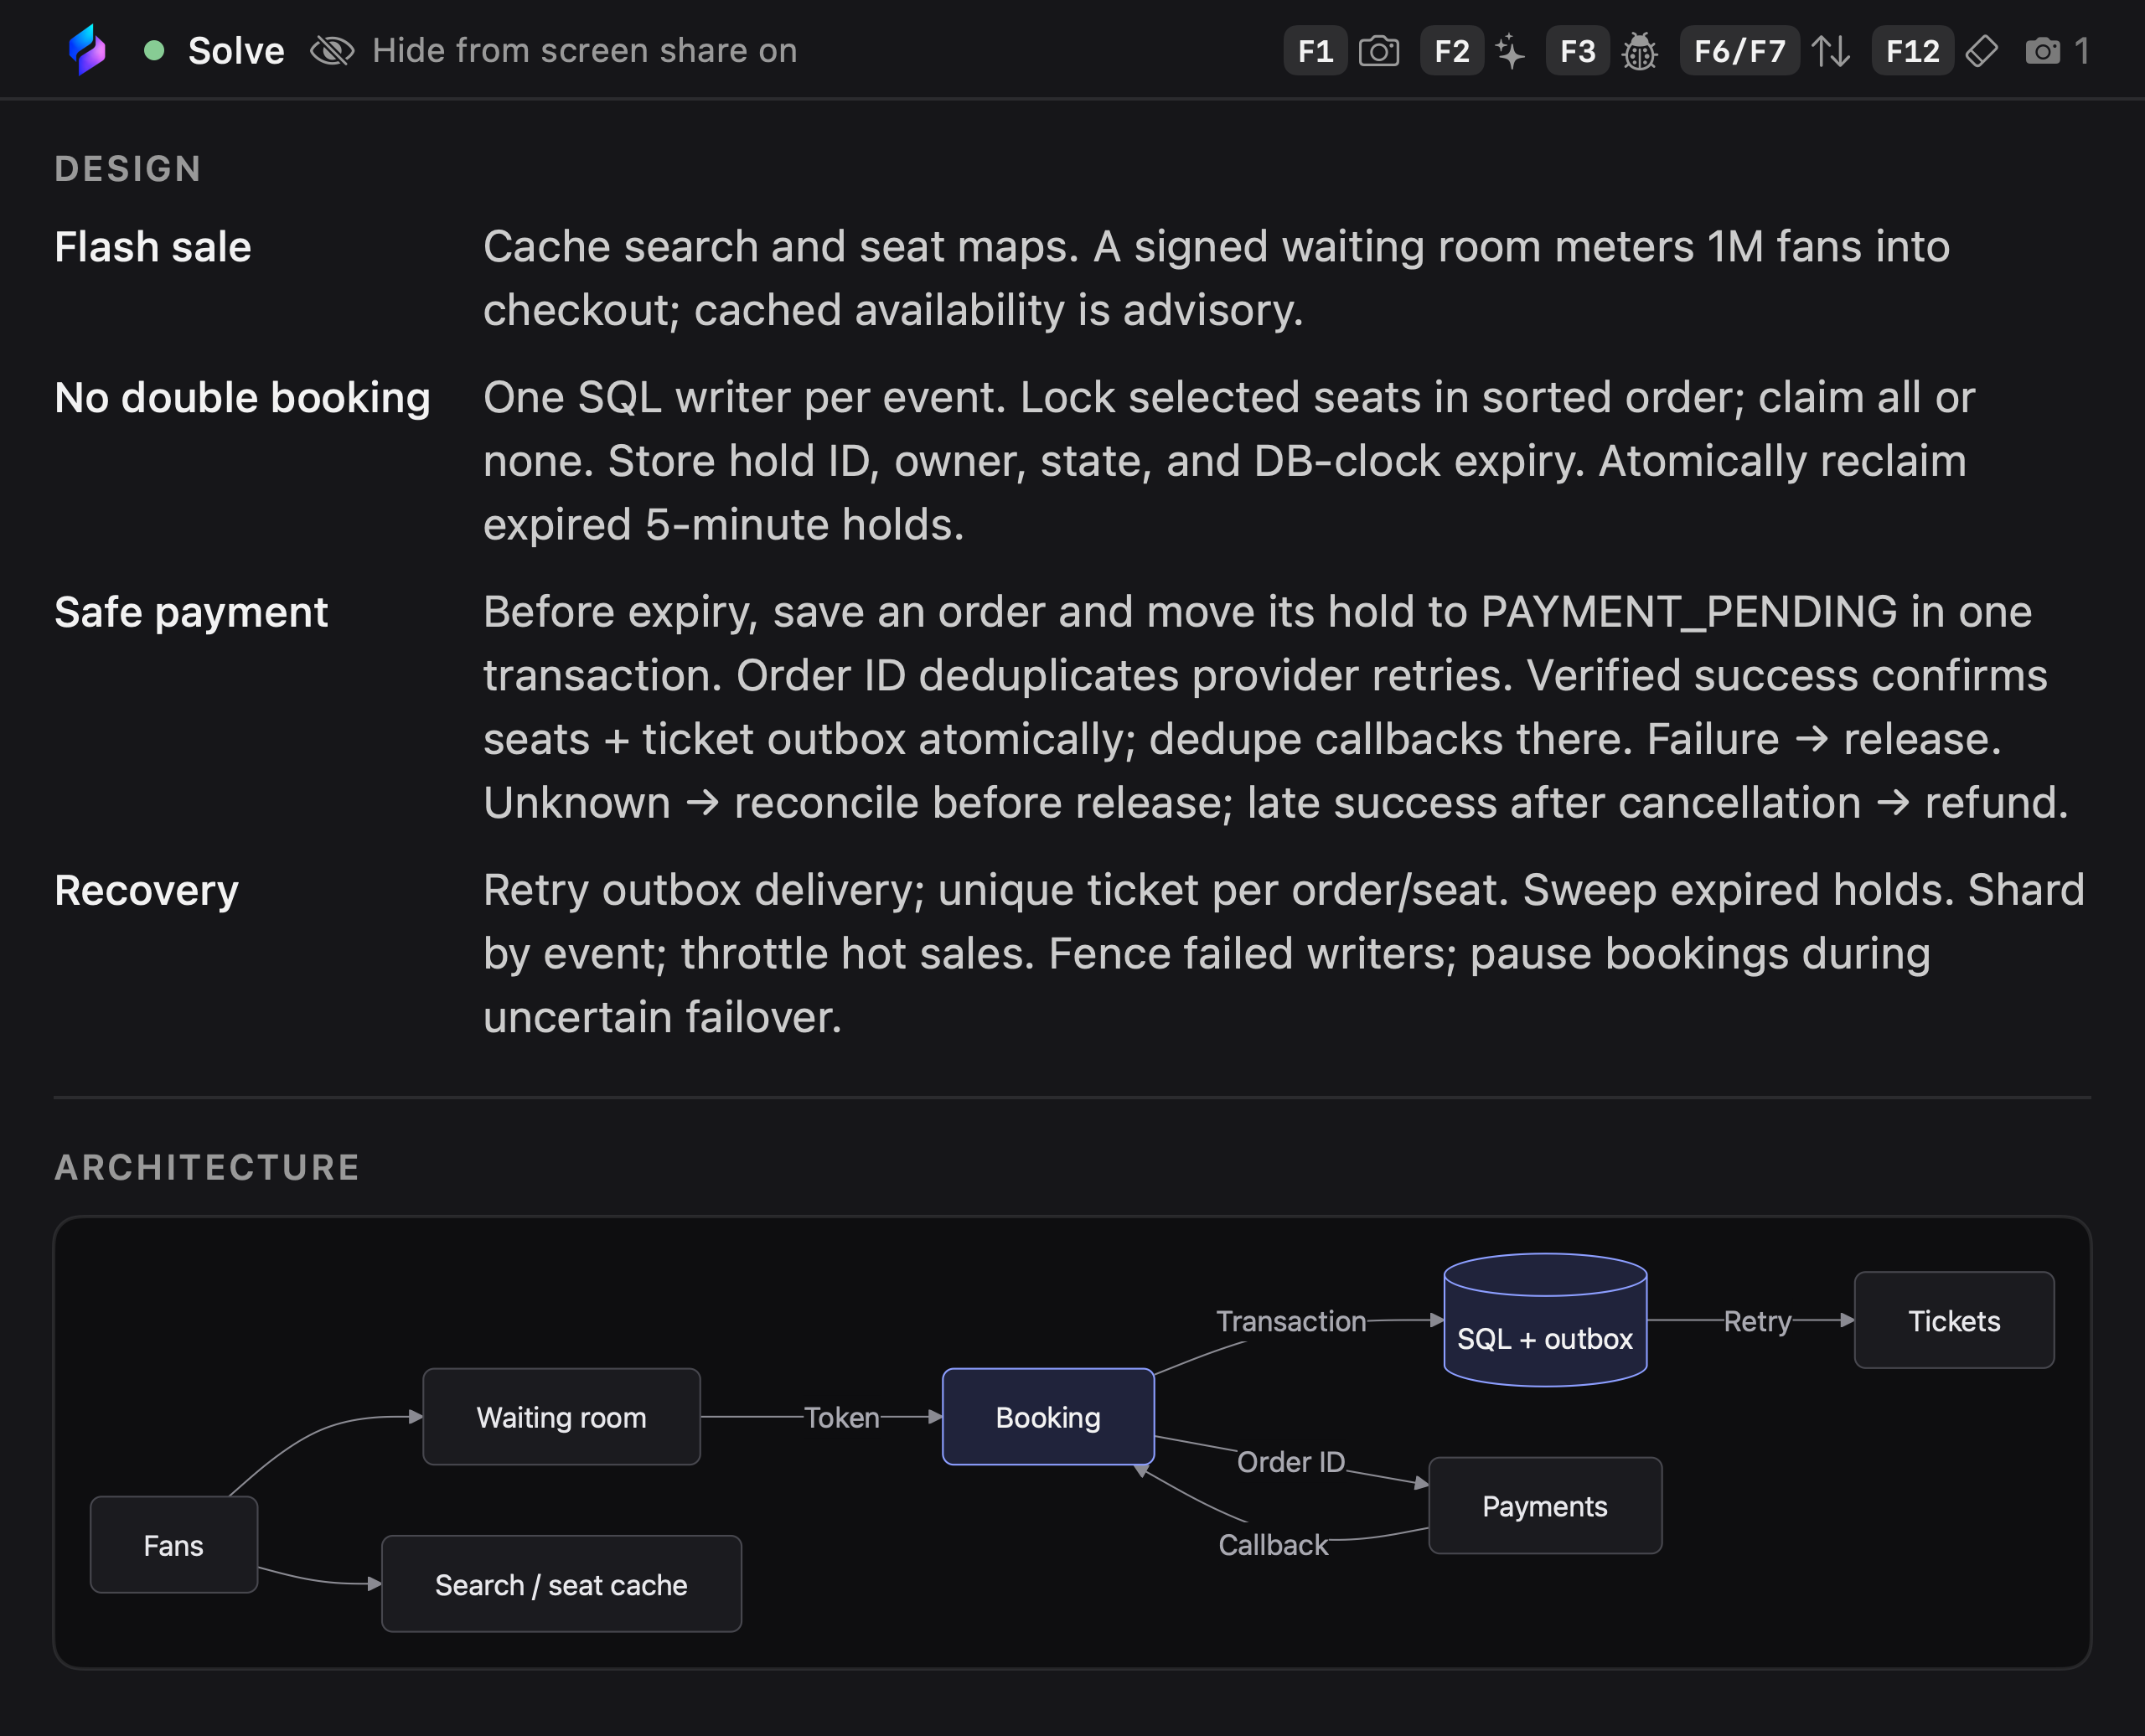 Solve Hide from screen share on F1 F2 F3 F6/F7 F12 1
DESIGN
Flash sale
Cache search and seat maps. A signed waiting room meters 1M fans into
checkout; cached availability is advisory.
No double booking
One SQL writer per event. Lock selected seats in sorted order; claim all or
none. Store hold ID, owner, state, and DB-clock expiry. Atomically reclaim
expired 5-minute holds.
Safe payment
Before expiry, save an order and move its hold to PAYMENT_PENDING in one
transaction. Order ID deduplicates provider retries. Verified success confirms
seats + ticket outbox atomically; dedupe callbacks there. Failure → release.
Unknown → reconcile before release; late success after cancellation → refund.
Recovery
Retry outbox delivery; unique ticket per order/seat. Sweep expired holds. Shard
by event; throttle hot sales. Fence failed writers; pause bookings during
uncertain failover.
ARCHITECTURE
Fans
Waiting room
Search / seat cache
Token
Booking
Transaction
SQL + outbox
Retry
Tickets
Order ID
Payments
Callback